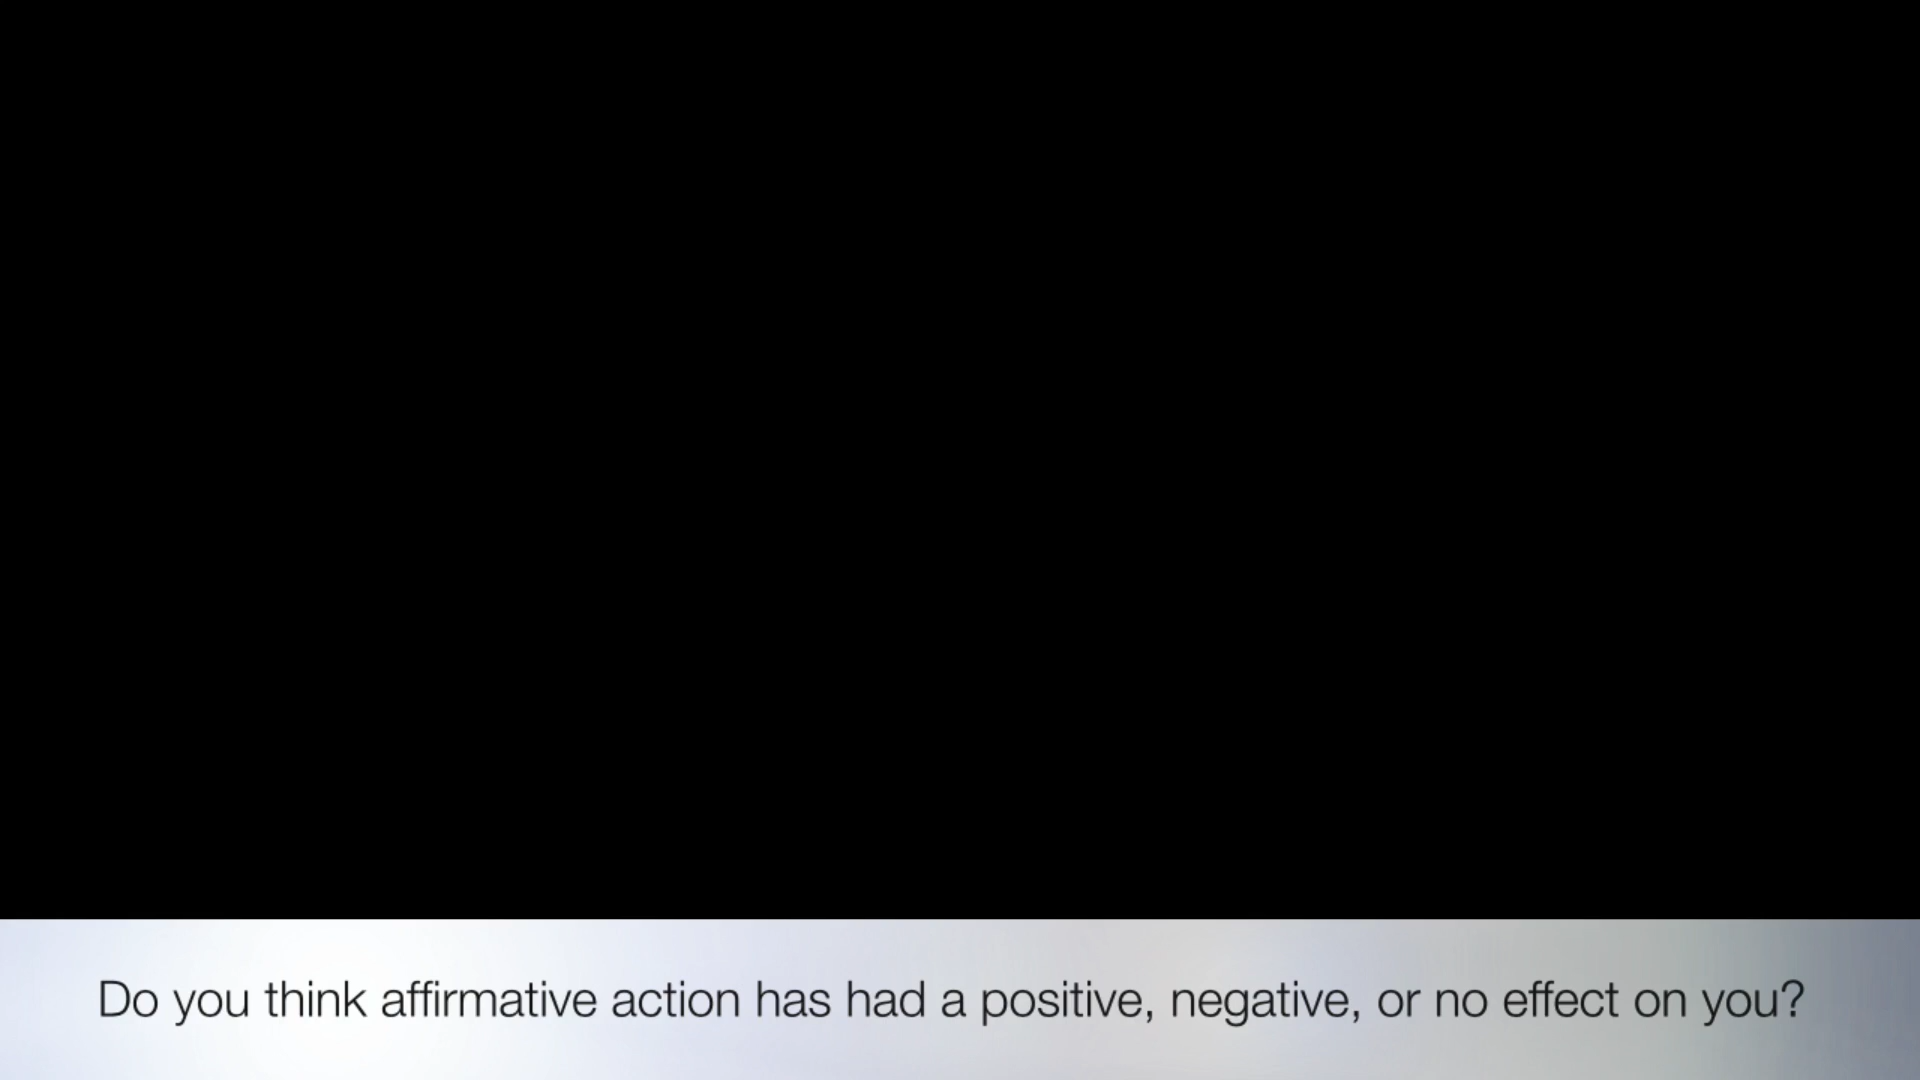 Do you think affirmative action has had a positive, negative, or no effect on you?